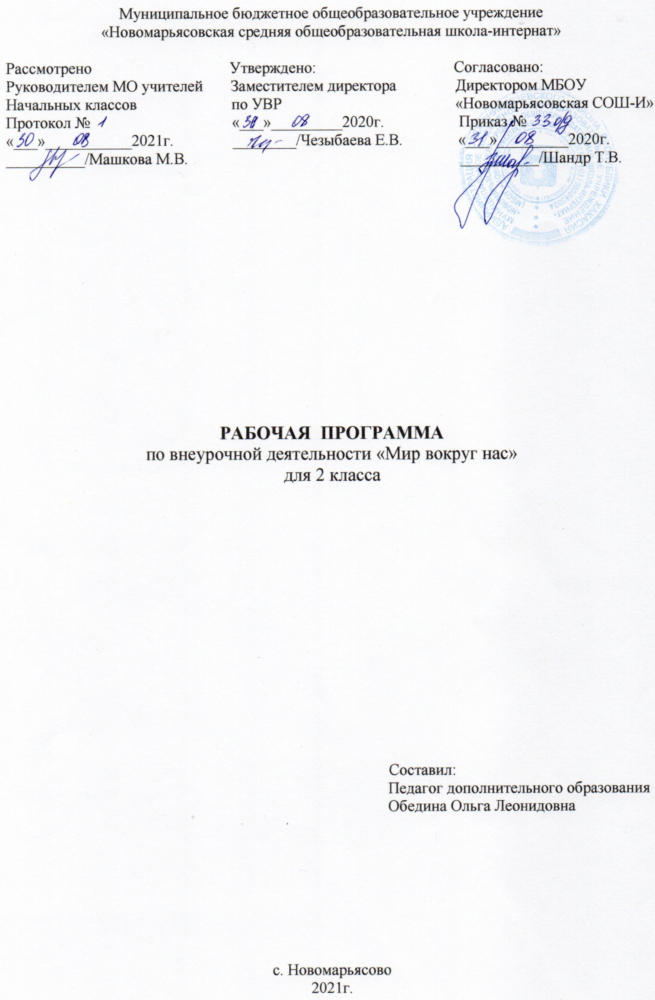 Муниципальное бюджетное общеобразовательное учреждение
«Новомарьясовская средняя общеобразовательная школа-интернат»
Рассмотрено
Руководителем МО учителей
Начальных классов
Протокол № 1
«30» 08 2021г.
/Машкова М.В.
Утверждено:
Заместителем директора
по УВР
«31» 08 2020г.
/Чезыбаева Е.В.
Согласовано:
Директором МБОУ
«Новомарьясовская СОШ-И»
Приказ № 33 о/д
«31» 08 2020г.
/Шандр Т.В.
РАБОЧАЯ ПРОГРАММА
по внеурочной деятельности «Мир вокруг нас»
для 2 класса
Составил:
Педагог дополнительного образования
Обедина Ольга Леонидовна
с. Новомарьясово
2021г.